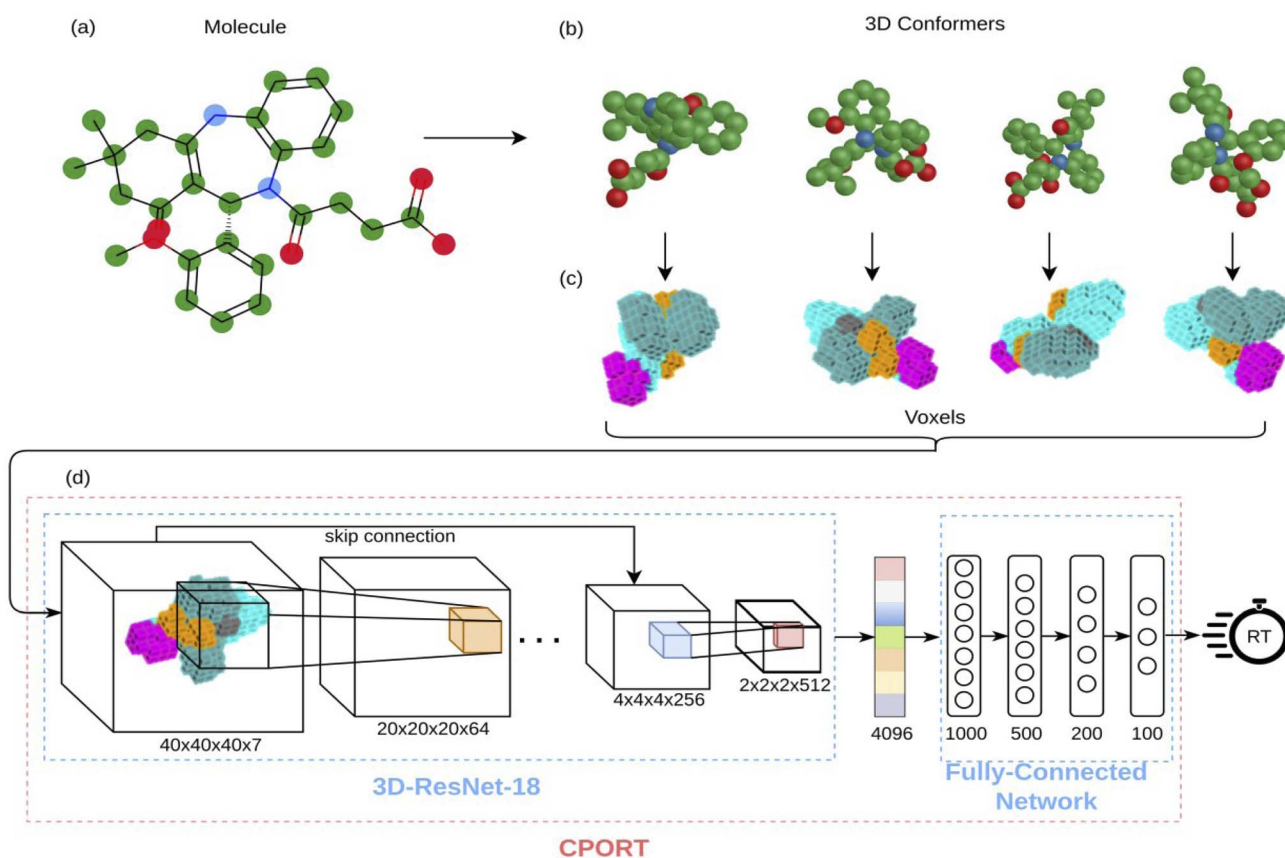 (a)
Molecule
(b)
3D Conformers
(c)
Voxels
(d)
skip connection
40x40x40x7
20x20x20x64
...
4x4x4x256
2x2x2x512
4096
1000
500
200
100
RT
3D-ResNet-18
Fully-Connected
Network
CPORT